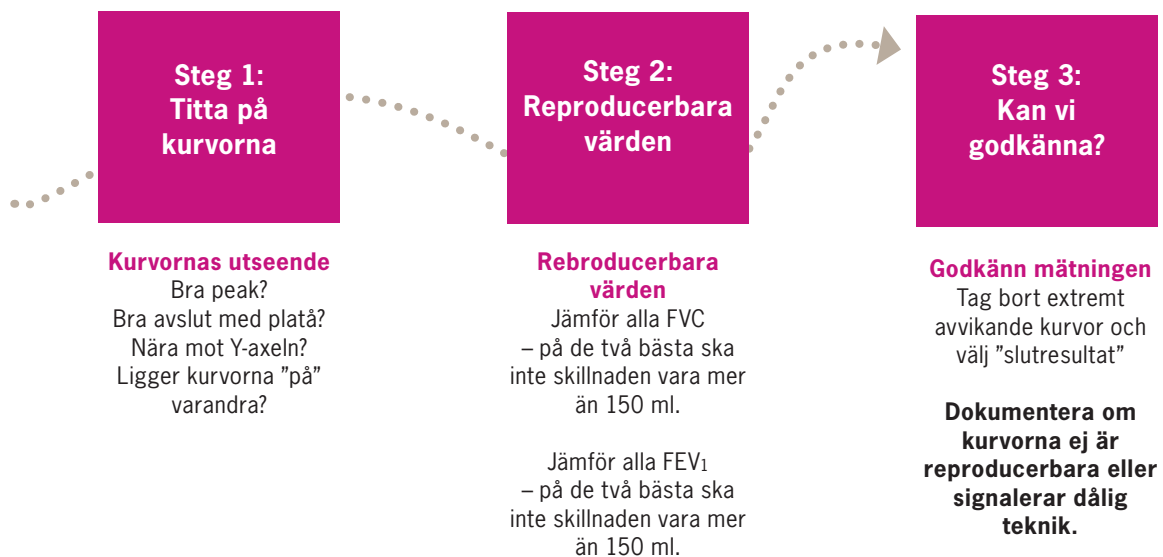 Steg 1:
Titta på
kurvorna
Kurvornas utseende
Bra peak?
Bra avslut med platå?
Nära mot Y-axeln?
Ligger kurvorna ”på”
varandra?
Steg 2:
Reproducerbara
värden
Rebroducerbara
värden
Jämför alla FVC
– på de två bästa ska
inte skillnaden vara mer
än 150 ml.
Jämför alla FEV1
– på de två bästa ska
inte skillnaden vara mer
än 150 ml.
Steg 3:
Kan vi
godkänna?
Godkänn mätningen
Tag bort extremt
avvikande kurvor och
välj ”slutresultat”
Dokumentera om
kurvorna ej är
reproducerbara eller
signalerar dålig
teknik.